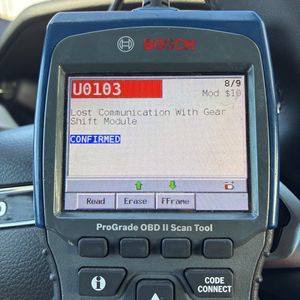 BOSCH
U0103
8/9
Mod $10
Lost Communication With Gear
Shift Module
CONFIRMED
Read
Erase
fFrame
ProGrade OBD II Scan Tool
CODE
CONNECT